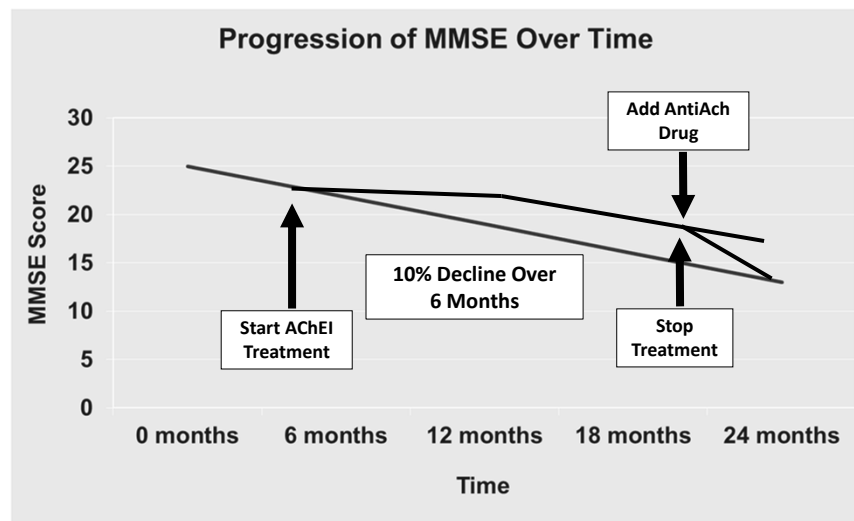 Progression of MMSE Over Time
Add AntiAch
Drug
30
25
20
15
10
5
0
MMSE Score
10% Decline Over
6 Months
Start AChEI
Treatment
Stop
Treatment
0 months
6 months
12 months
18 months
24 months
Time